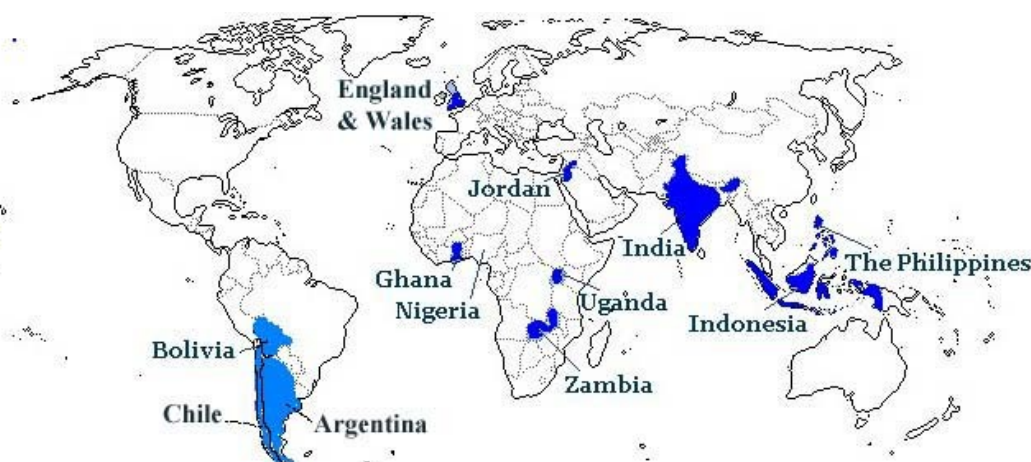 England
& Wales
Jordan
India
The Philippines
Ghana
Uganda
Nigeria
Indonesia
Bolivia
Zambia
Chile
Argentina